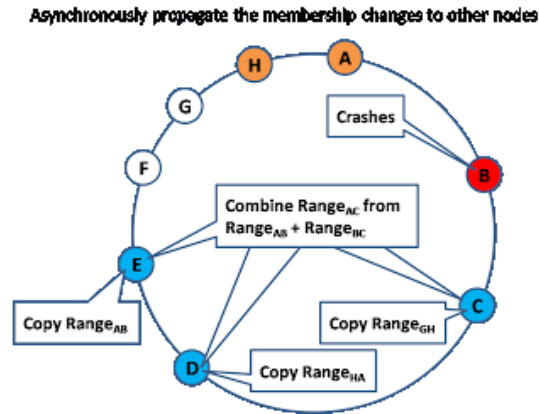 Asynchronously propagate the membership changes to other nodes
H
A
G
Crashes
F
B
Combine RangeAC from
RangeAB + RangeBC
E
C
Copy RangeAB
Copy RangeGH
D
Copy RangeHA